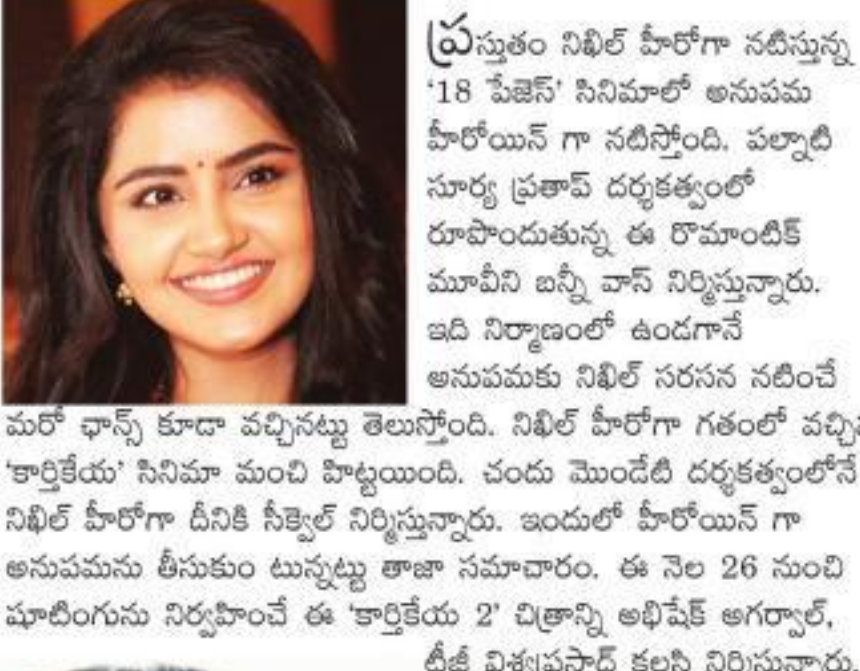 ప్రస్తుతం నిఖిల్ హీరోగా నటిస్తున్న
‘18 పేజెస్’ సినిమాలో అనుపమ
హీరోయిన్ గా నటిస్తోంది. పల్నాటి
సూర్య ప్రతాప్ దర్శకత్వంలో
రూపొందుతున్న ఈ రొమాంటిక్
మూవీని బన్నీ వాస్ నిర్మిస్తున్నారు.
ఇది నిర్మాణంలో ఉండగానే
అనుపమకు నిఖిల్ సరసన నటించే
మరో ఛాన్స్ కూడా వచ్చినట్టు తెలుస్తోంది. నిఖిల్ హీరోగా గతంలో
‘కార్తికేయ’ సినిమా మంచి హిట్టయింది. చందు మొండేటి దర్శకత్వంలోనే
నిఖిల్ హీరోగా దీనికి సీక్వెల్ నిర్మిస్తున్నారు. ఇందులో హీరోయిన్ గా
అనుపమను తీసుకుం టున్నట్టు తాజా సమాచారం. ఈ నెల 26 నుంచి
షూటింగును నిర్వహించే ఈ ‘కార్తికేయ 2’ చిత్రాన్ని అభిషేక్ అగర్వాల్,
టీజీ విశ్వప్రసాద్ కలసి నిర్మిస్తున్నారు.